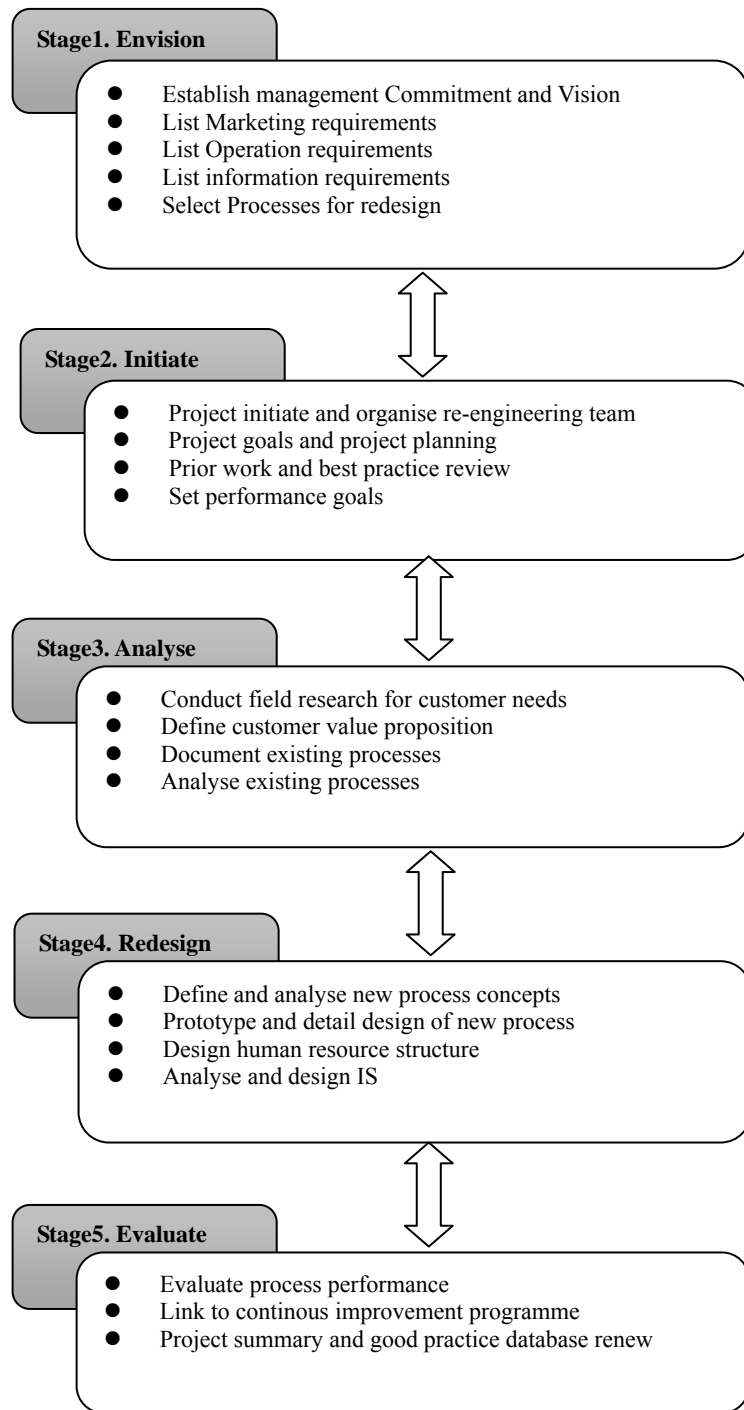 Stage1. Envision
● Establish management Commitment and Vision
● List Marketing requirements
● List Operation requirements
● List information requirements
● Select Processes for redesign
Stage2. Initiate
● Project initiate and organise re-engineering team
● Project goals and project planning
● Prior work and best practice review
● Set performance goals
Stage3. Analyse
● Conduct field research for customer needs
● Define customer value proposition
● Document existing processes
● Analyse existing processes
Stage4. Redesign
● Define and analyse new process concepts
● Prototype and detail design of new process
● Design human resource structure
● Analyse and design IS
Stage5. Evaluate
● Evaluate process performance
● Link to continous improvement programme
● Project summary and good practice database renew